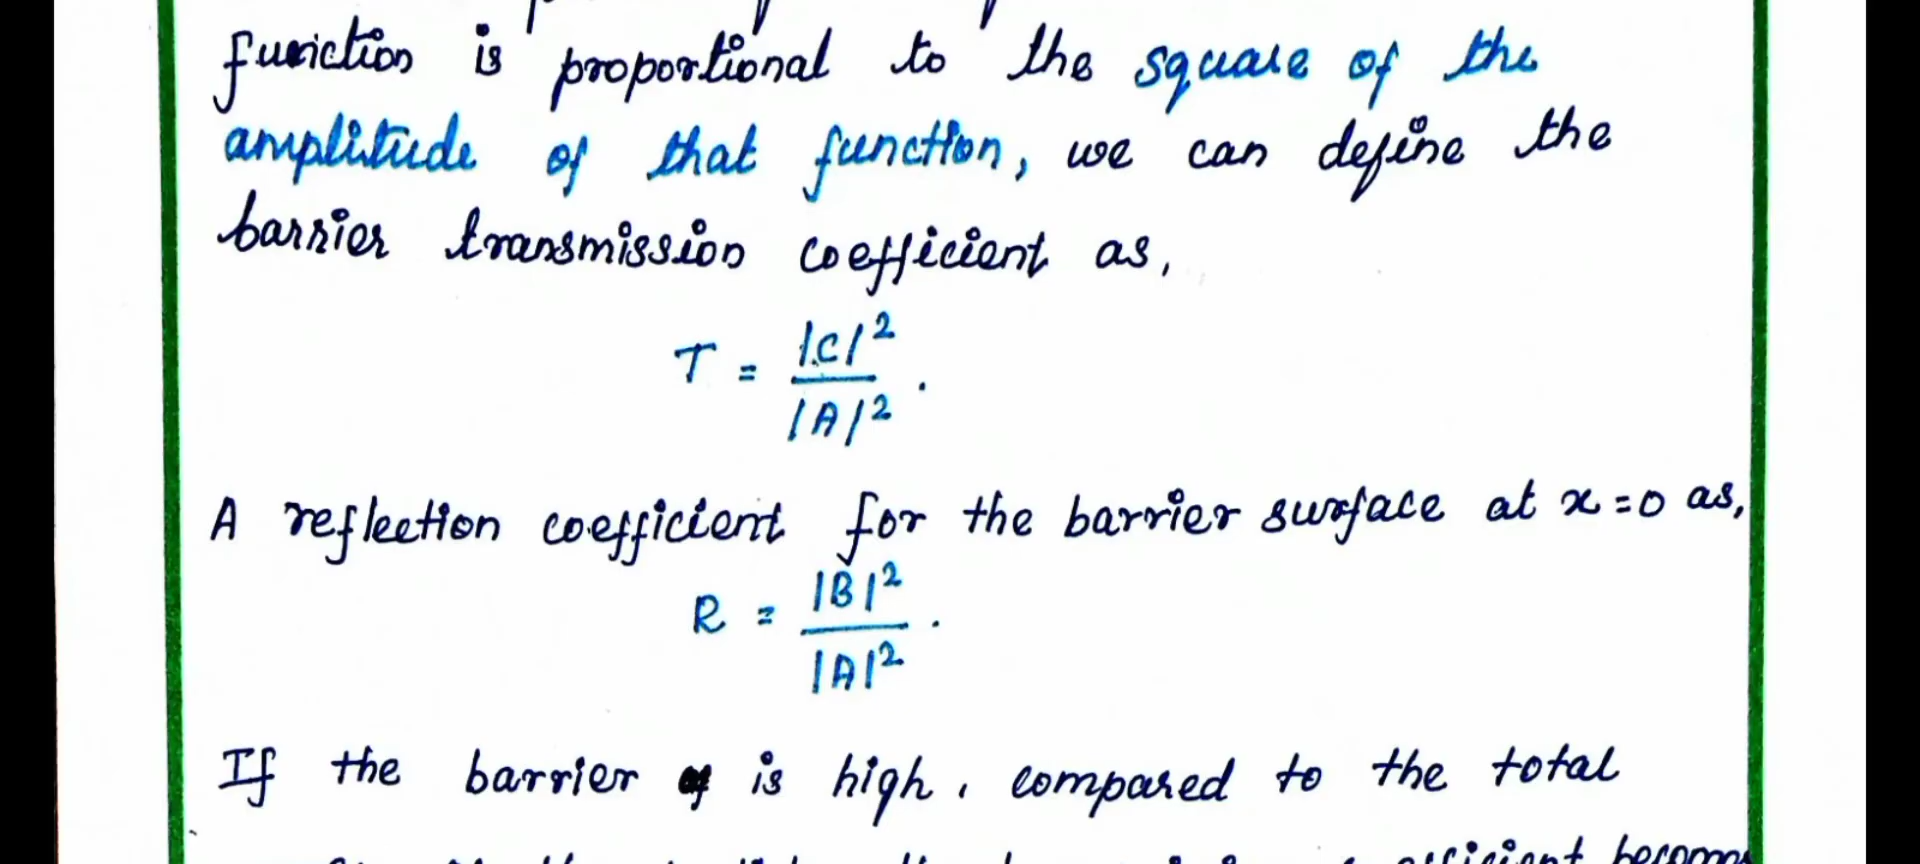 function is proportional to the square of the
amplitude of that function, we can define the
barrier transmission coefficient as,
T = |C|²
|A|² .
A reflection coefficient for the barrier surface at x=0 as,
R = |B|²
|A|² .
If the barrier is high, compared to the total